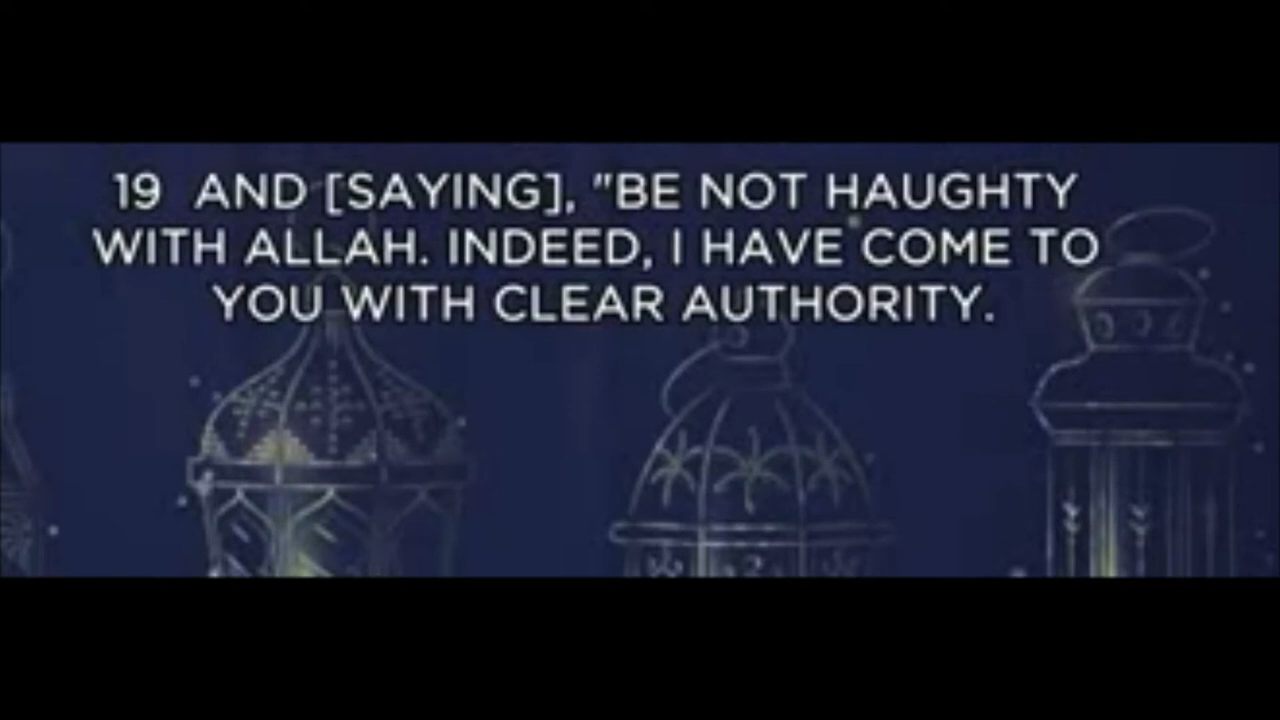 19 AND [SAYING], "BE NOT HAUGHTY
WITH ALLAH. INDEED, I HAVE COME TO
YOU WITH CLEAR AUTHORITY.